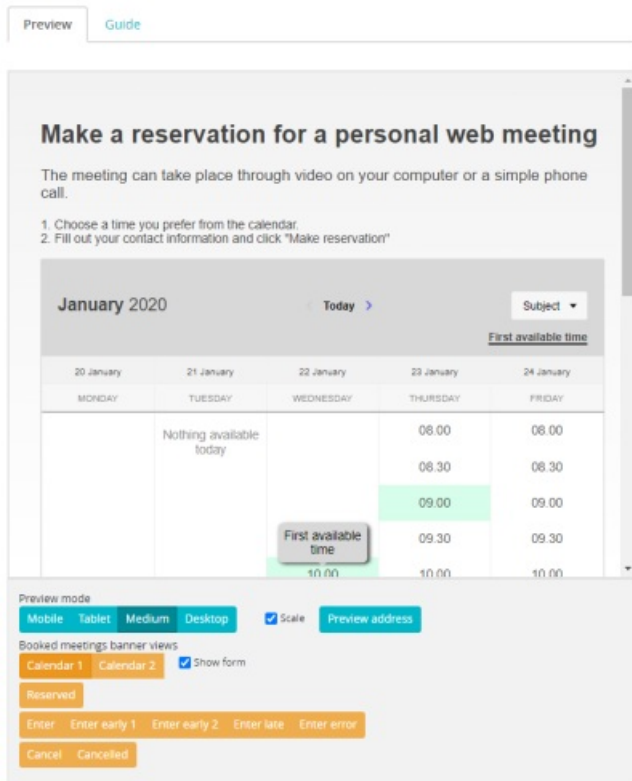 Preview Guide
Make a reservation for a personal web meeting
The meeting can take place through video on your computer or a simple phone
call.
1. Choose a time you prefer from the calendar.
2. Fill out your contact information and click "Make reservation"
January 2020 Today Subject
First available time
20 January 21 January 22 January 23 January 24 January
MONDAY TUESDAY WEDNESDAY THURSDAY FRIDAY
Nothing available
today
08.00 08.00
08.30 08.30
09.00 09.00
First available
time
09.30 09.30
10.00 10.00 10.00
Preview mode
Mobile Tablet Medium Desktop Scale Preview address
Booked meetings banner views
Calendar 1 Calendar 2 Show form
Reserved
Enter Enter early 1 Enter early 2 Enter late Enter error
Cancel Cancelled